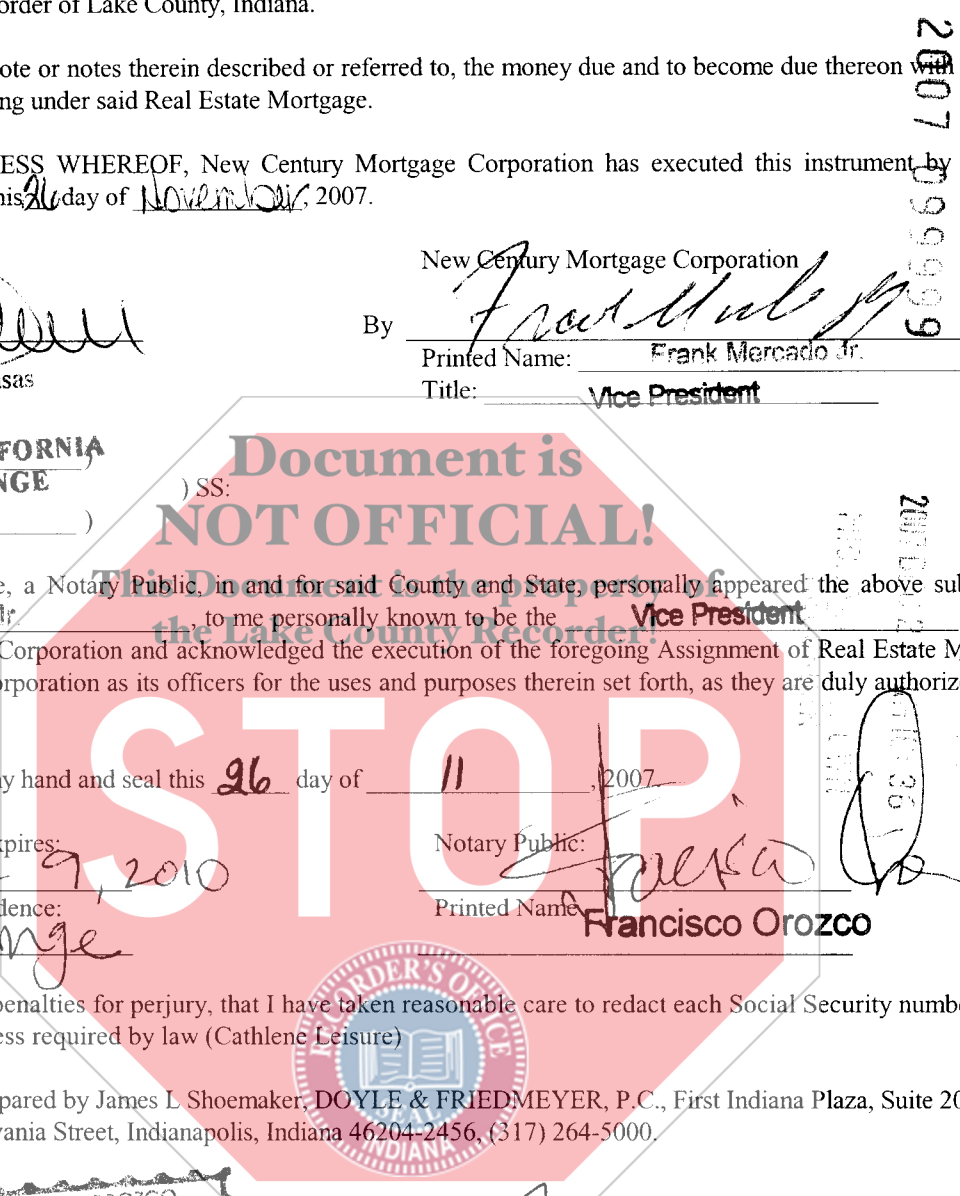 order of Lake County, Indiana.
ote or notes therein described or referred to, the money due and to become due thereon with
ng under said Real Estate Mortgage.
ESS WHEREOF, New Century Mortgage Corporation has executed this instrument by
his 26 day of November, 2007.
2007 099999
New Century Mortgage Corporation
By
Printed Name: Frank Mercado Jr.
Title: Vice President
sas
FORNIA )
NGE ) SS:
)
Document is
NOT OFFICIAL!
This Document is the property of
the Lake County Recorder!
e, a Notary Public, in and for said County and State, personally appeared the above sub
Jr. , to me personally known to be the Vice President
Corporation and acknowledged the execution of the foregoing Assignment of Real Estate M
rporation as its officers for the uses and purposes therein set forth, as they are duly authoriz
STOP
y hand and seal this 26 day of 11 , 2007.
pires: Notary Public:
9, 2010
dence: Printed Name
nge Francisco Orozco
penalties for perjury, that I have taken reasonable care to redact each Social Security numbe
ess required by law (Cathlene Leisure)
RECORDER'S OFFICE
SEAL
INDIANA
pared by James L Shoemaker, DOYLE & FRIEDMEYER, P.C., First Indiana Plaza, Suite 20
vania Street, Indianapolis, Indiana 46204-2456, (317) 264-5000.